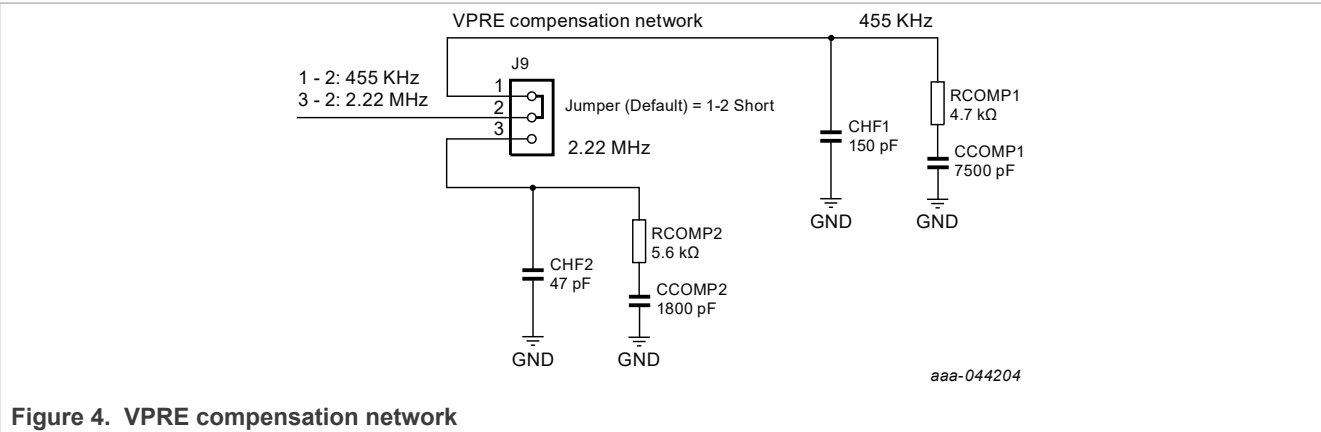 VPRE compensation network
455 KHz
J9
1 - 2: 455 KHz
3 - 2: 2.22 MHz
1
2
3
Jumper (Default) = 1-2 Short
2.22 MHz
CHF1
150 pF
RCOMP1
4.7 kΩ
CCOMP1
7500 pF
GND
GND
CHF2
47 pF
RCOMP2
5.6 kΩ
CCOMP2
1800 pF
GND
GND
aaa-044204
Figure 4. VPRE compensation network